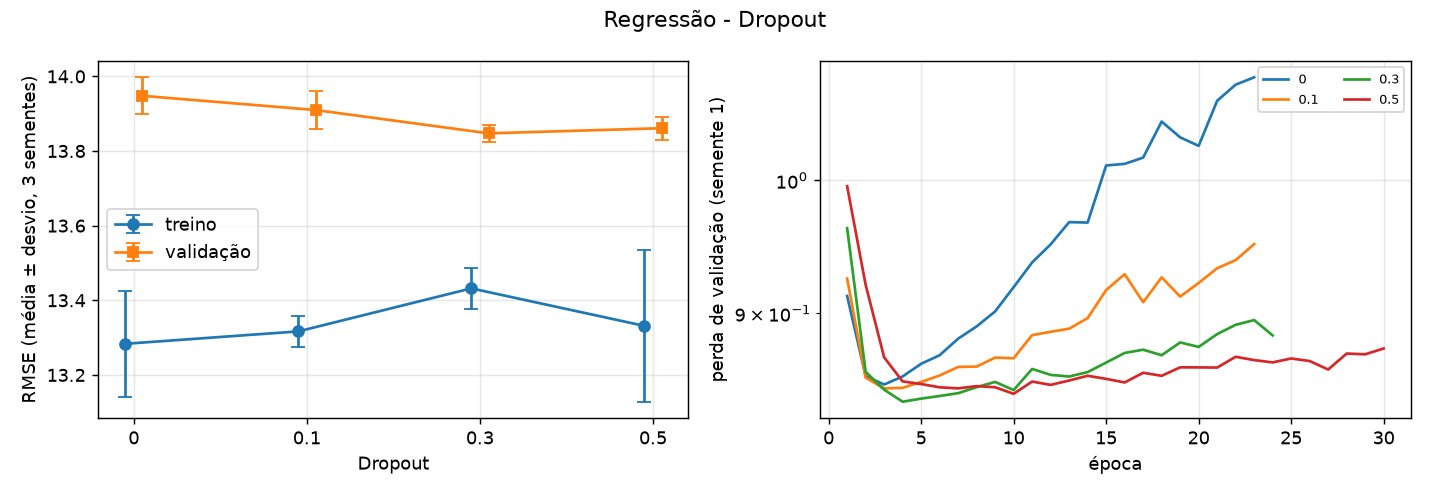 Regressão - Dropout
RMSE (média ± desvio, 3 sementes)
14.0
13.8
13.6
13.4
13.2
treino
validação
0
0.1
0.3
0.5
Dropout
perda de validação (semente 1)
10⁰
9 × 10⁻¹
0
0.3
0.1
0.5
0
5
10
15
20
25
30
época